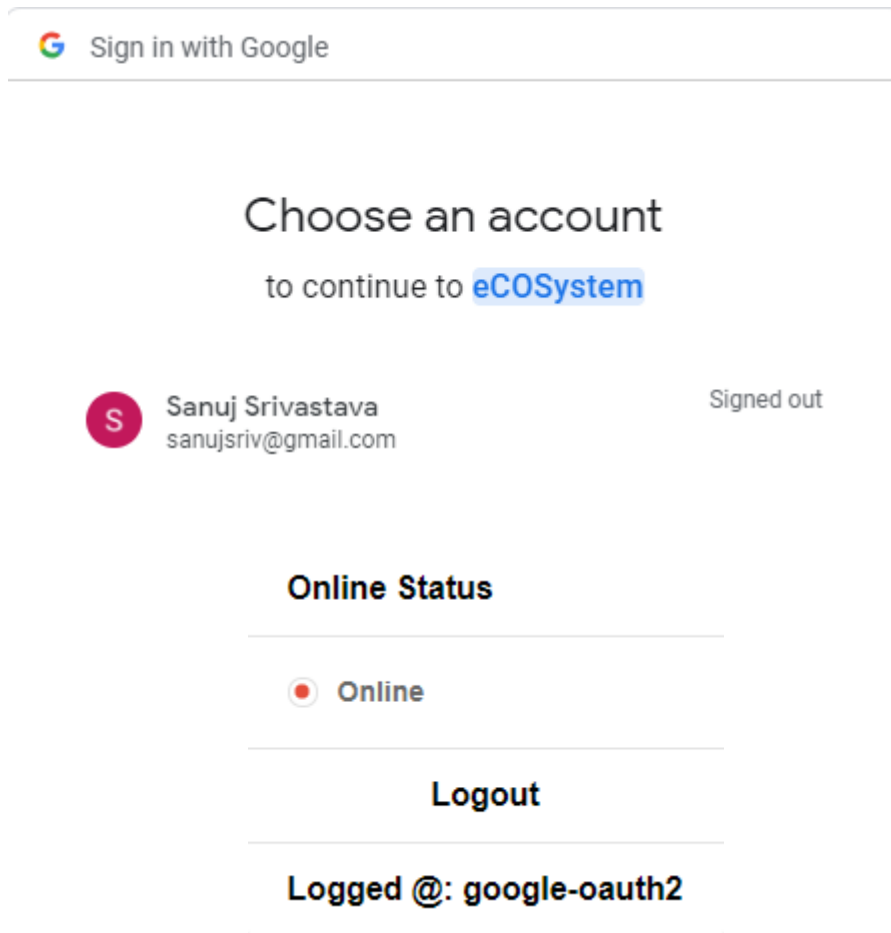 Sign in with Google
Choose an account
to continue to eCOSystem
S
Sanuj Srivastava
Signed out
sanujsriv@gmail.com
Online Status
Online
Logout
Logged @: google-oauth2